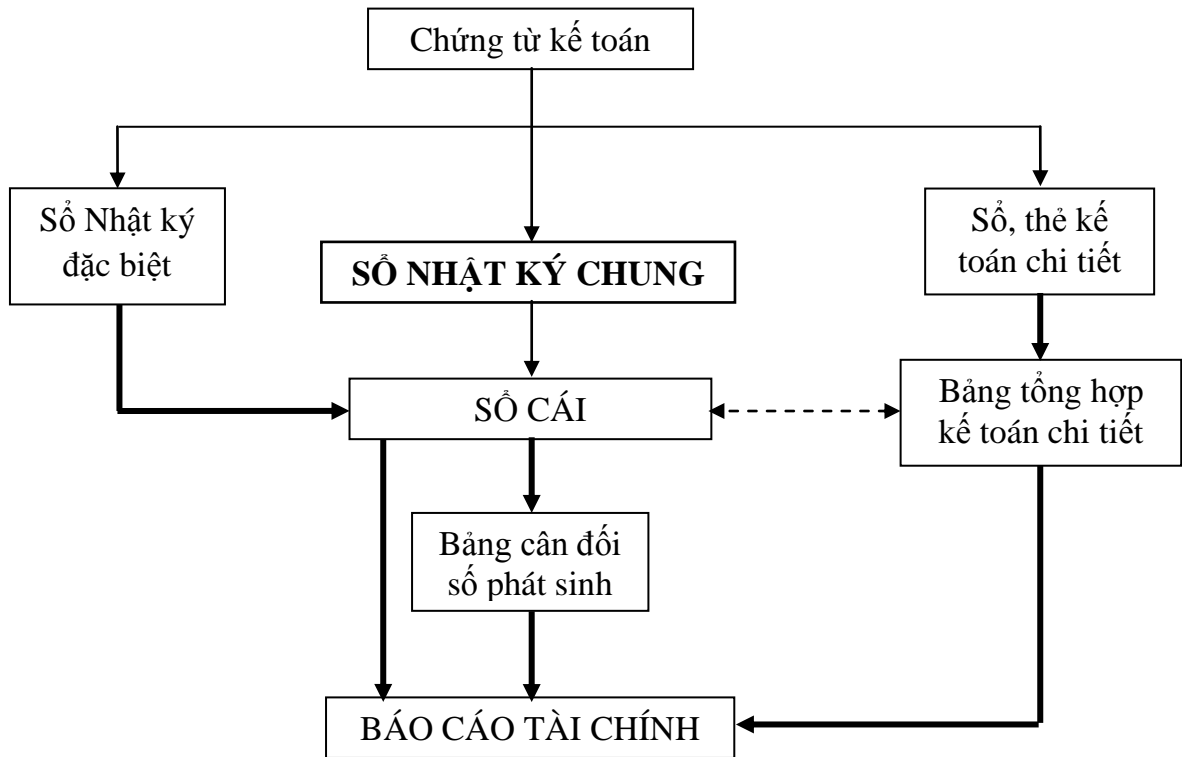 Chứng từ kế toán
Sổ Nhật ký
đặc biệt
SỔ NHẬT KÝ CHUNG
Sổ, thẻ kế
toán chi tiết
SỔ CÁI
Bảng tổng hợp
kế toán chi tiết
Bảng cân đối
số phát sinh
BÁO CÁO TÀI CHÍNH